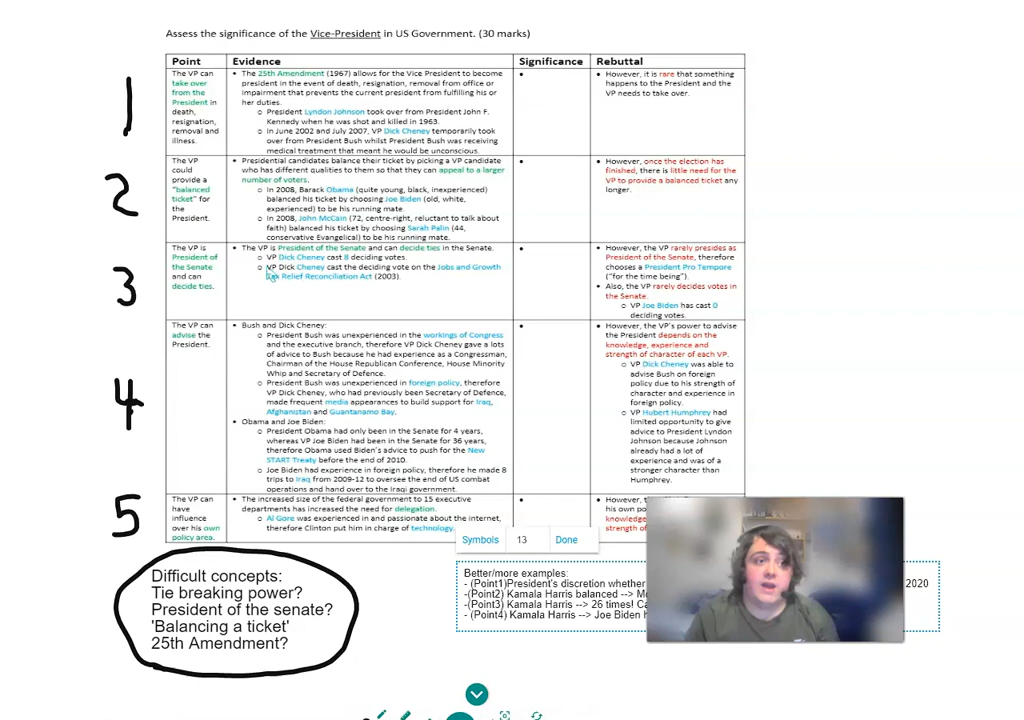 Assess the significance of the Vice-President in US Government. (30 marks)
Point
Evidence
Significance
Rebuttal
1
The VP can
take over
from the
President in
death,
resignation,
removal and
illness.
• The 25th Amendment (1967) allows for the Vice President to become
president in the event of death, resignation, removal from office or
impairment that prevents the current president from fulfilling his or
her duties.
o President Lyndon Johnson took over from President John F.
Kennedy when he was shot and killed in 1963.
o In June 2002 and July 2007, VP Dick Cheney temporarily took
over from President Bush whilst President Bush was receiving
medical treatment that meant he would be unconscious.
•
• However, it is rare that something
happens to the President and the
VP needs to take over.
2
The VP
could
provide a
"balanced
ticket" for
the
President.
• Presidential candidates balance their ticket by picking a VP candidate
who has different qualities to them so that they can appeal to a larger
number of voters.
o In 2008, Barack Obama (quite young, black, inexperienced)
balanced his ticket by choosing Joe Biden (old, white,
experienced) to be his running mate.
o In 2008, John McCain (72, centre-right, reluctant to talk about
faith) balanced his ticket by choosing Sarah Palin (44,
conservative Evangelical) to be his running mate.
•
• However, once the election has
finished, there is little need for the
VP to provide a balanced ticket any
longer.
3
The VP is
President of
the Senate
and can
decide ties.
• The VP is President of the Senate and can decide ties in the Senate.
o VP Dick Cheney cast 8 deciding votes.
o VP Dick Cheney cast the deciding vote on the Jobs and Growth
Tax Relief Reconciliation Act (2003).
•
• However, the VP rarely presides as
President of the Senate, therefore
chooses a President Pro Tempore
("for the time being").
• Also, the VP rarely decides votes in
the Senate.
o VP Joe Biden has cast 0
deciding votes.
4
The VP can
advise the
President.
• Bush and Dick Cheney:
o President Bush was unexperienced in the workings of Congress
and the executive branch, therefore VP Dick Cheney gave a lots
of advice to Bush because he had experience as a Congressman,
Chairman of the House Republican Conference, House Minority
Whip and Secretary of Defence.
o President Bush was unexperienced in foreign policy, therefore
VP Dick Cheney, who had previously been Secretary of Defence,
made frequent media appearances to build support for Iraq,
Afghanistan and Guantanamo Bay.
• Obama and Joe Biden:
o President Obama had only been in the Senate for 4 years,
whereas VP Joe Biden had been in the Senate for 36 years,
therefore Obama used Biden's advice to push for the New
START Treaty before the end of 2010.
o Joe Biden had experience in foreign policy, therefore he made 8
trips to Iraq from 2009-12 to oversee the end of US combat
operations and hand over to the Iraqi government.
•
• However, the VP's power to advise
the President depends on the
knowledge, experience and
strength of character of each VP.
o VP Dick Cheney was able to
advise Bush on foreign
policy due to his strength of
character and experience in
foreign policy.
o VP Hubert Humphrey had
limited opportunity to give
advice to President Lyndon
Johnson because Johnson
already had a lot of
experience and was of a
stronger character than
Humphrey.
5
The VP can
have
influence
over his own
policy area.
• The increased size of the federal government to 15 executive
departments has increased the need for delegation.
o Al Gore was experienced in and passionate about the internet,
therefore Clinton put him in charge of technology.
•
• However,
his own
strength of
Symbols 13 Done
Difficult concepts:
Tie breaking power?
President of the senate?
'Balancing a ticket'
25th Amendment?
Better/more examples:
- (Point1)President's discretion whether 2020
-(Point2) Kamala Harris balanced -->
-(Point3) Kamala Harris --> 26 times!
- (Point4) Kamala Harris --> Joe Biden